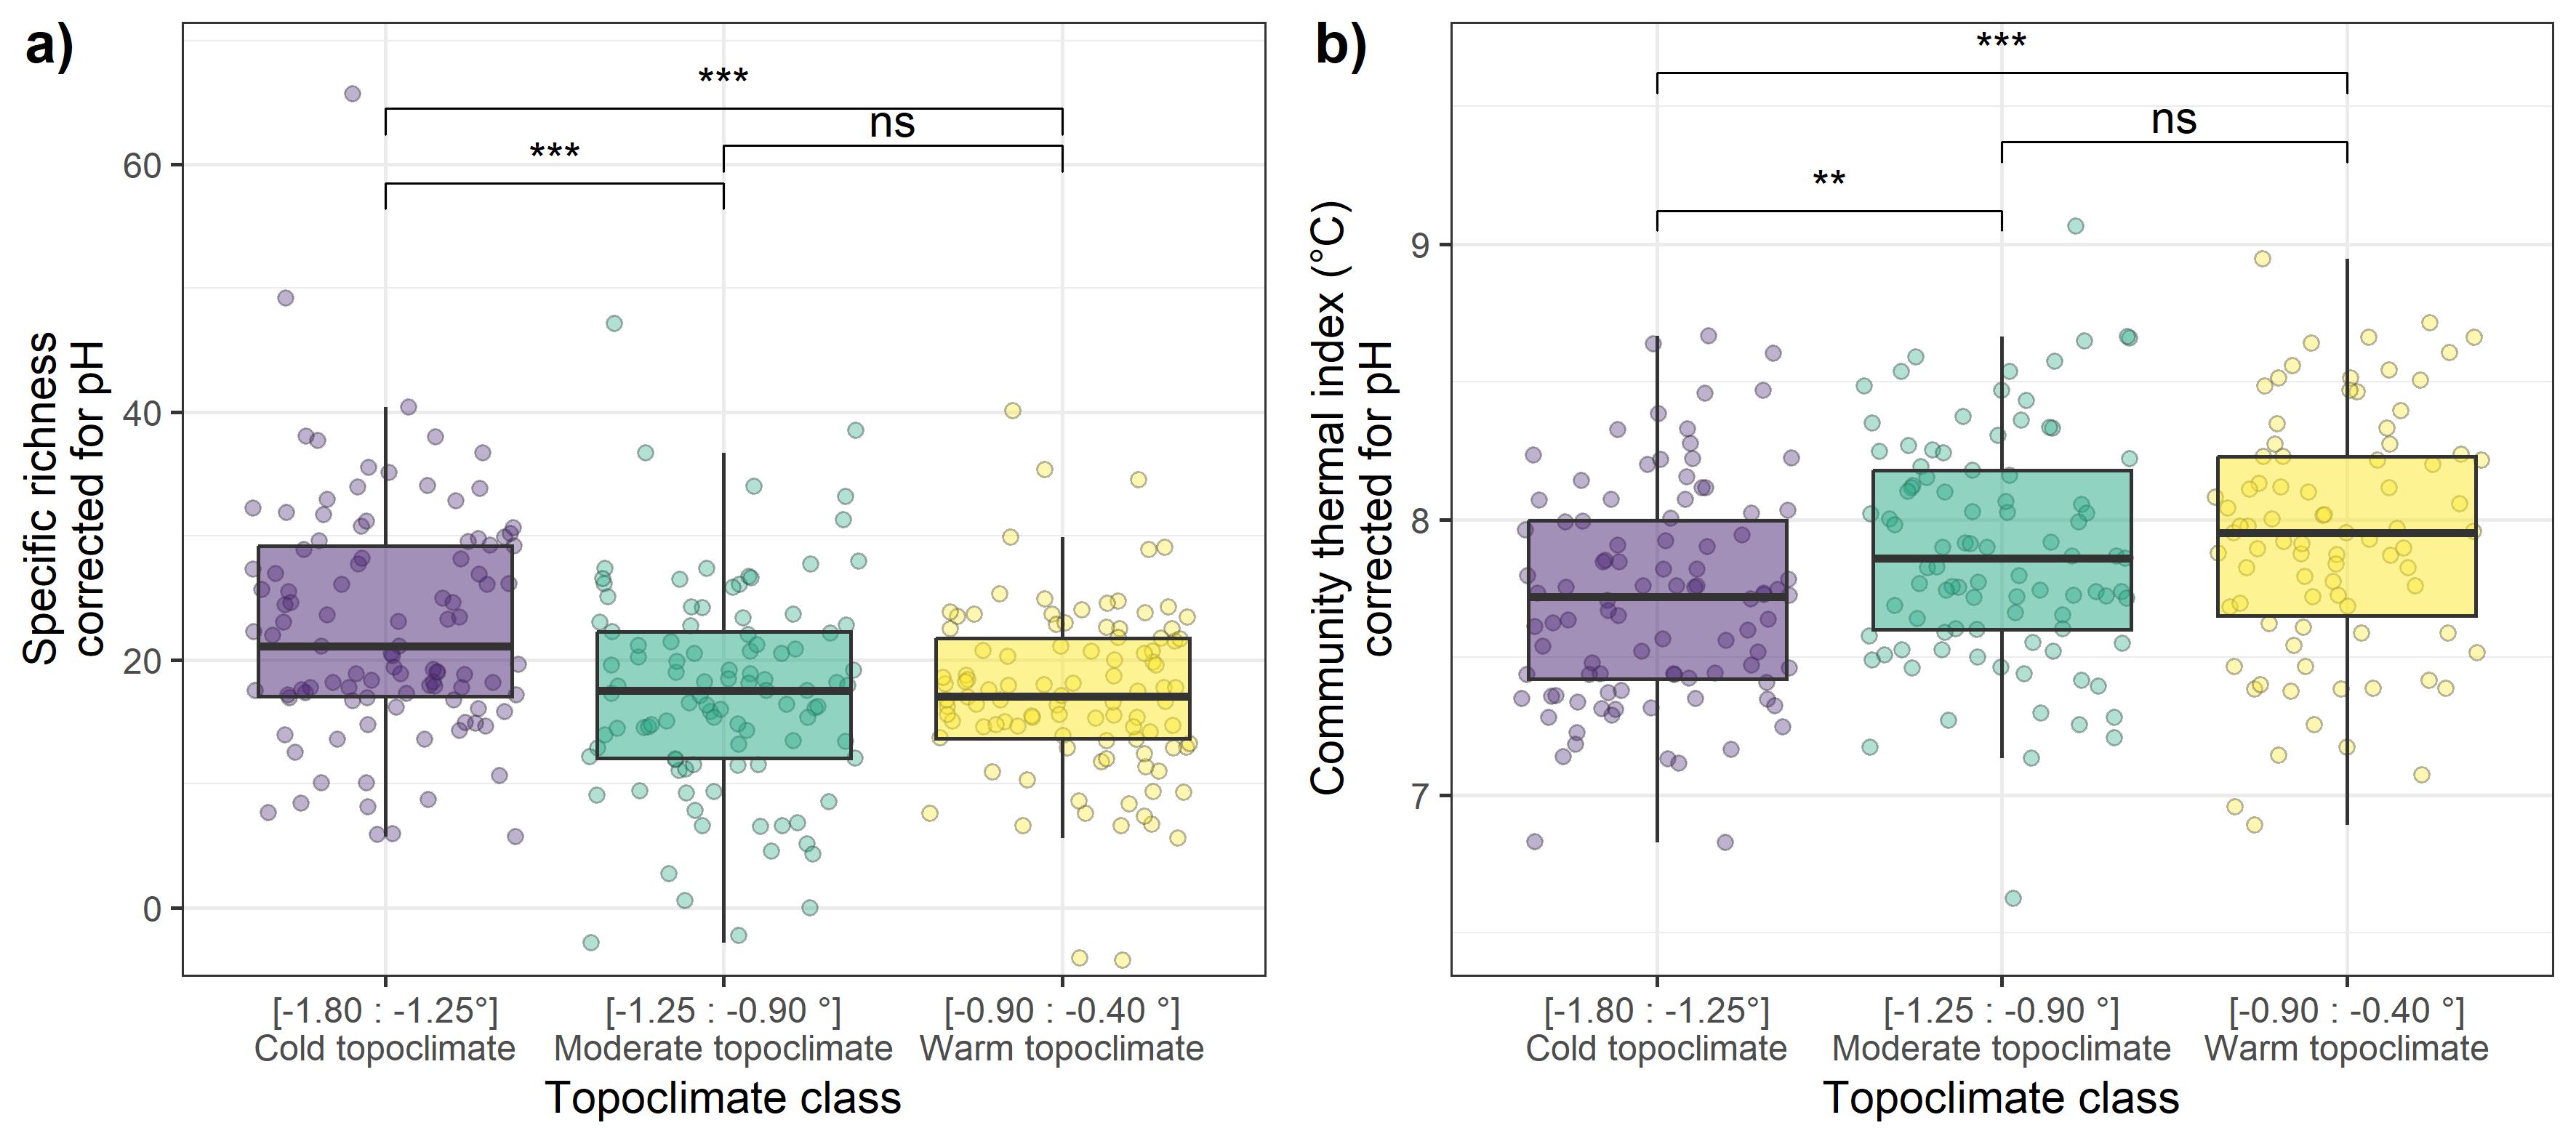 a)
Specific richness
corrected for pH
60
40
20
0
***
ns
***
[-1.80 : -1.25°]
Cold topoclimate
[-1.25 : -0.90 °]
Moderate topoclimate
[-0.90 : -0.40 °]
Warm topoclimate
Topoclimate class
b)
Community thermal index (°C)
corrected for pH
9
8
7
***
ns
**
[-1.80 : -1.25°]
Cold topoclimate
[-1.25 : -0.90 °]
Moderate topoclimate
[-0.90 : -0.40 °]
Warm topoclimate
Topoclimate class